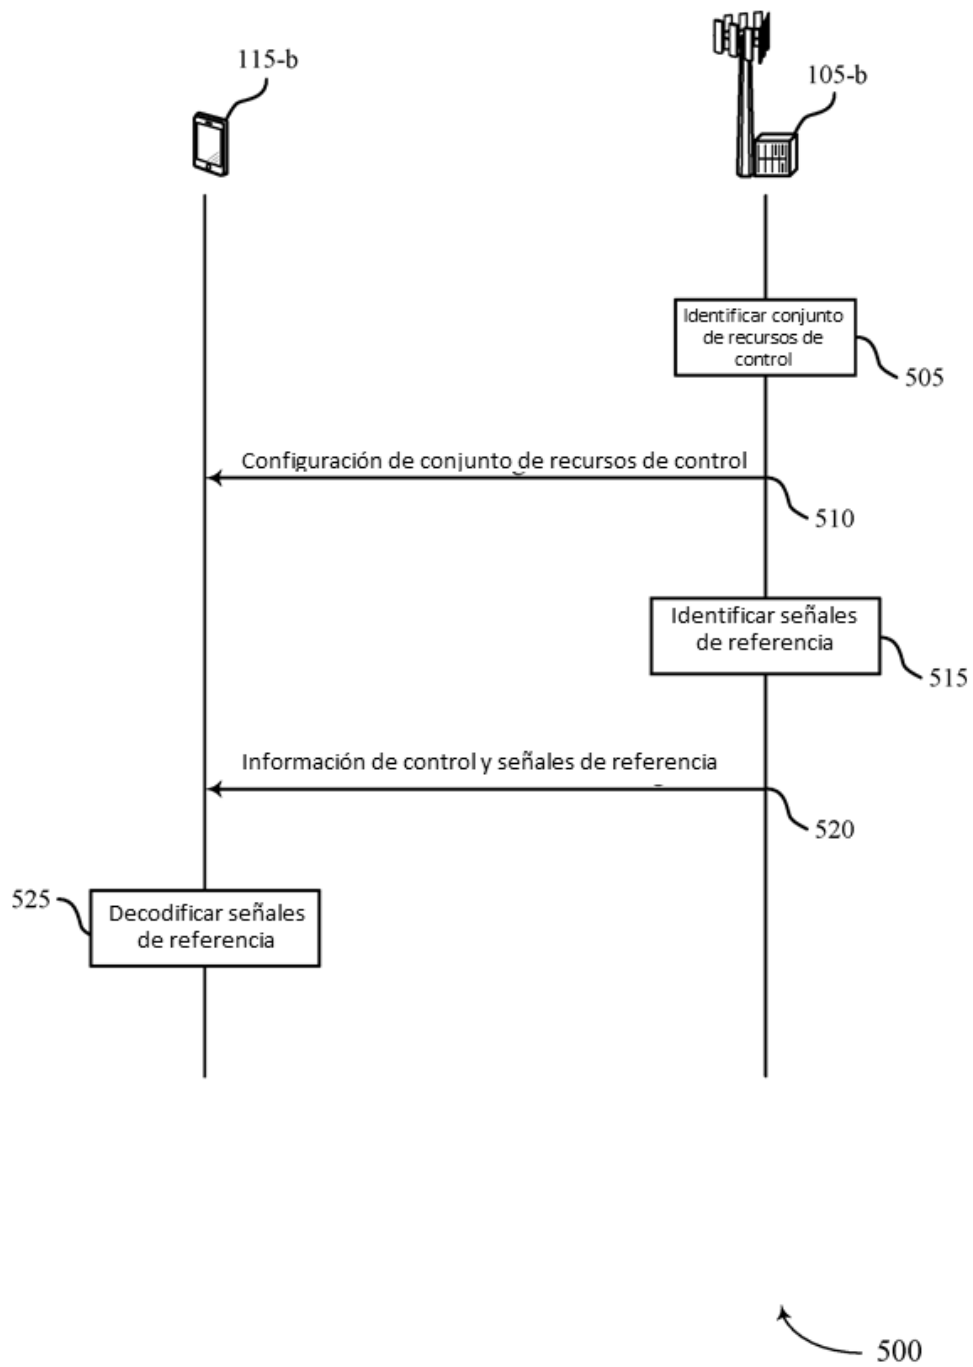 115-b
105-b
Identificar conjunto
de recursos de
control
505
Configuración de conjunto de recursos de control
510
Identificar señales
de referencia
515
Información de control y señales de referencia
520
525
Decodificar señales
de referencia
500